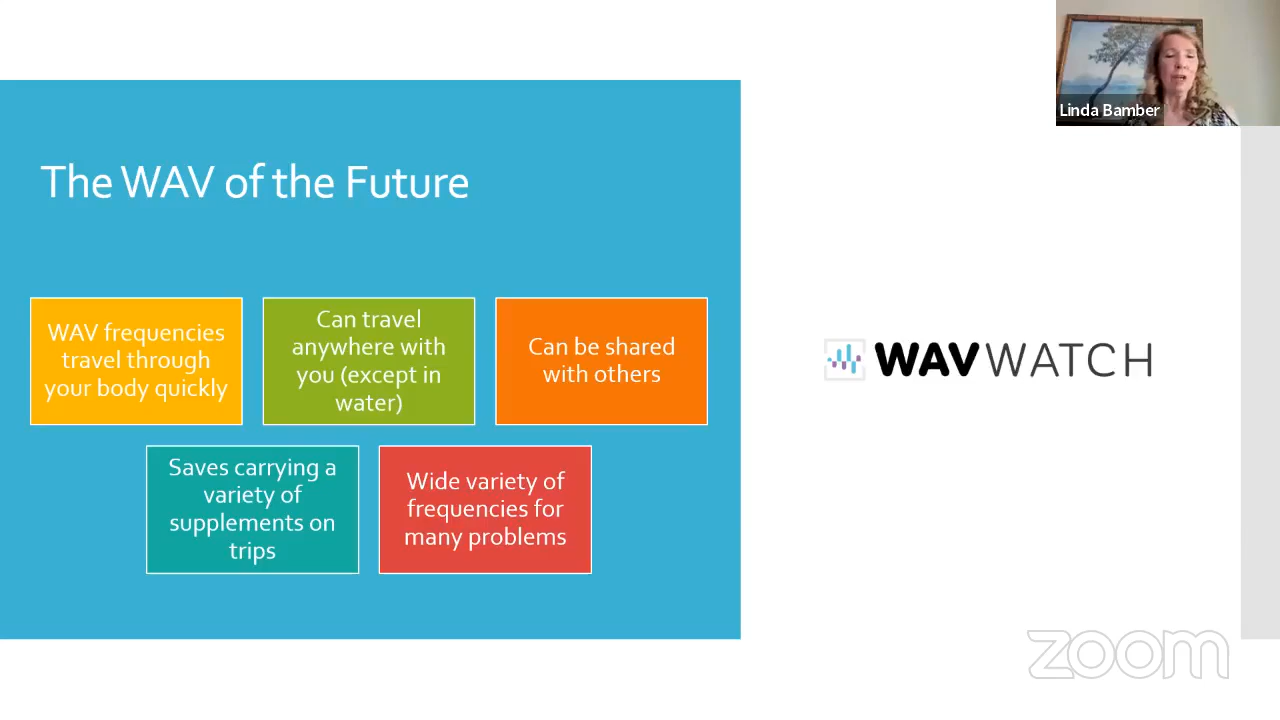 Linda Bamber
The WAV of the Future
WAV frequencies
travel through
your body quickly
Can travel
anywhere with
you (except in
water)
Can be shared
with others
Saves carrying a
variety of
supplements on
trips
Wide variety of
frequencies for
many problems
WAVWATCH
zoom